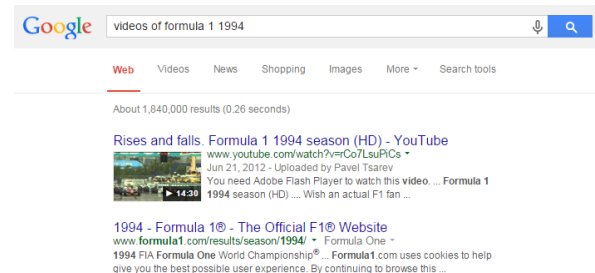 Google videos of formula 1 1994
Web Videos News Shopping Images More Search tools
About 1,840,000 results (0.26 seconds)
Rises and falls. Formula 1 1994 season (HD) - YouTube
www.youtube.com/watch?v=rCo7LsuPiCs
Jun 21, 2012 - Uploaded by Pavel Tsarev
You need Adobe Flash Player to watch this video. ... Formula 1
14:30 1994 season (HD) .... Wish an actual F1 fan ...
1994 - Formula 1® - The Official F1® Website
www.formula1.com/results/season/1994/ Formula One
1994 FIA Formula One World Championship® ... Formula1.com uses cookies to help
give you the best possible user experience. By continuing to browse this ...